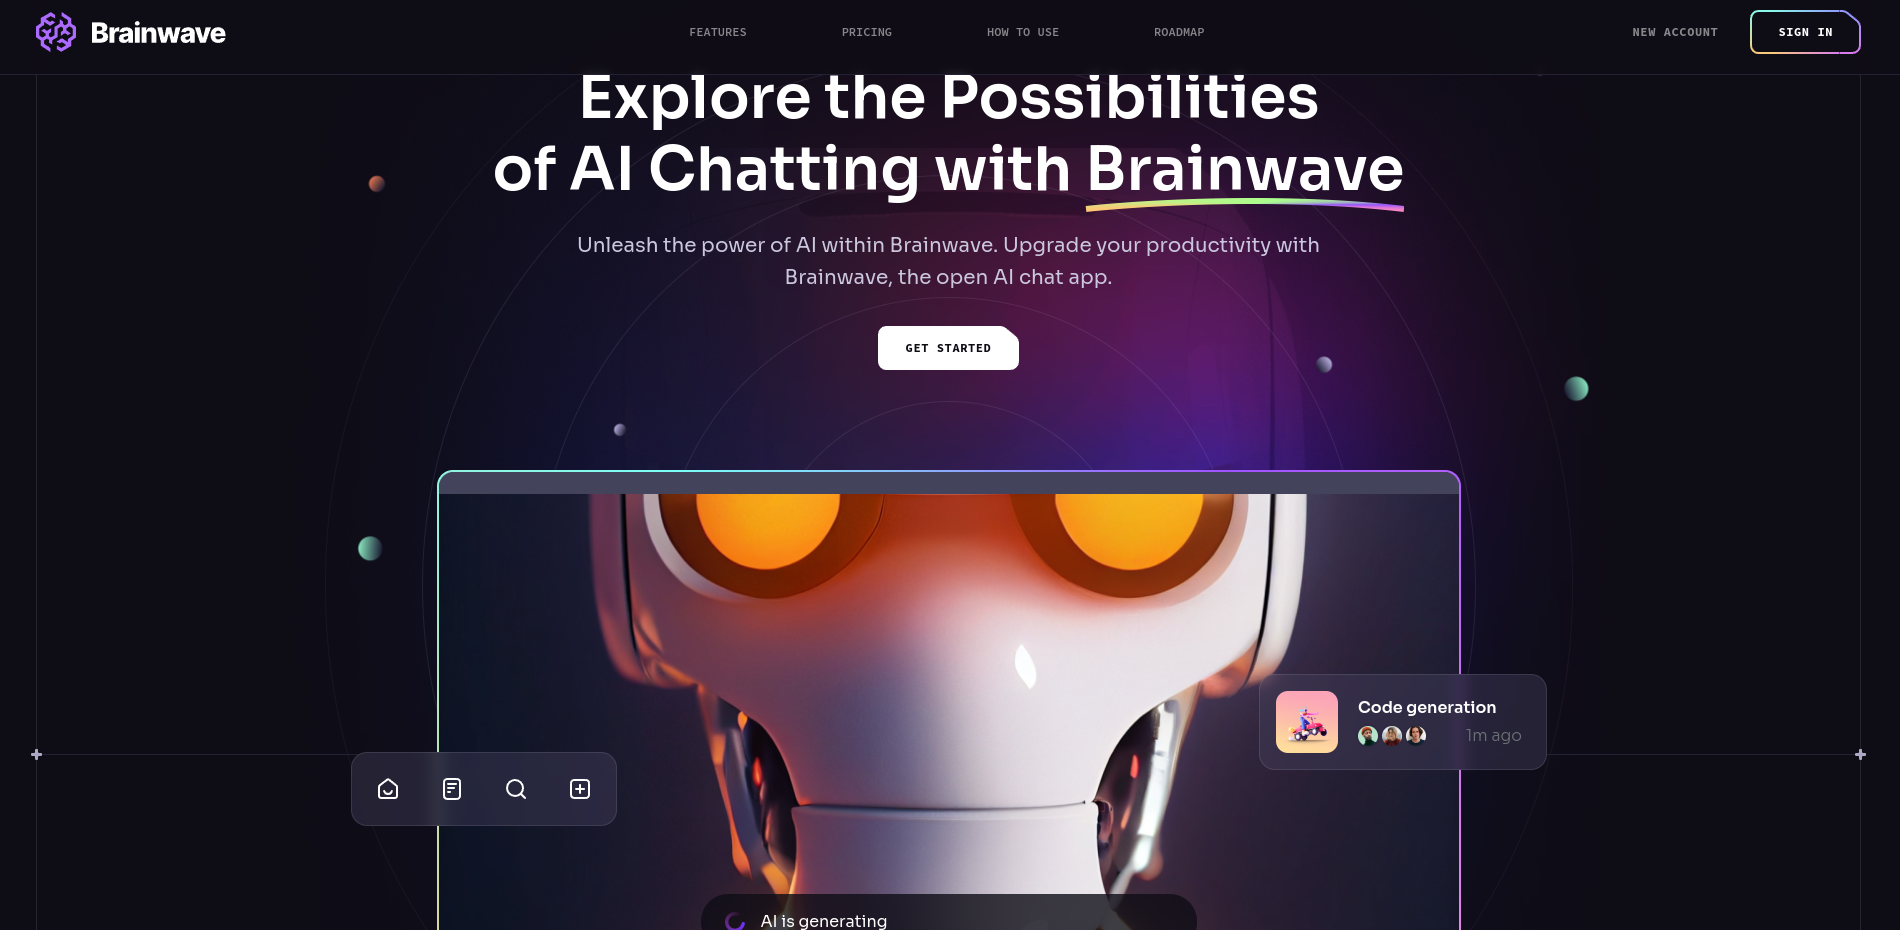 Brainwave
FEATURES
PRICING
HOW TO USE
ROADMAP
NEW ACCOUNT
SIGN IN
Explore the Possibilities
of AI Chatting with Brainwave
Unleash the power of AI within Brainwave. Upgrade your productivity with
Brainwave, the open AI chat app.
GET STARTED
Code generation
1m ago
AI is generating